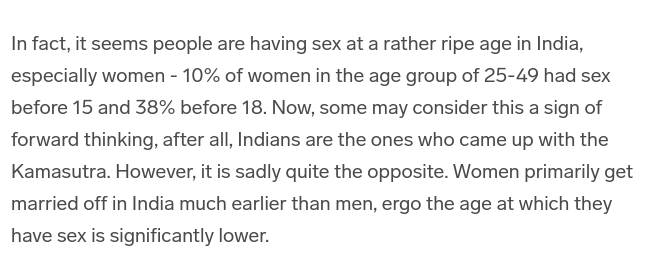 In fact, it seems people are having sex at a rather ripe age in India,
especially women - 10% of women in the age group of 25-49 had sex
before 15 and 38% before 18. Now, some may consider this a sign of
forward thinking, after all, Indians are the ones who came up with the
Kamasutra. However, it is sadly quite the opposite. Women primarily get
married off in India much earlier than men, ergo the age at which they
have sex is significantly lower.